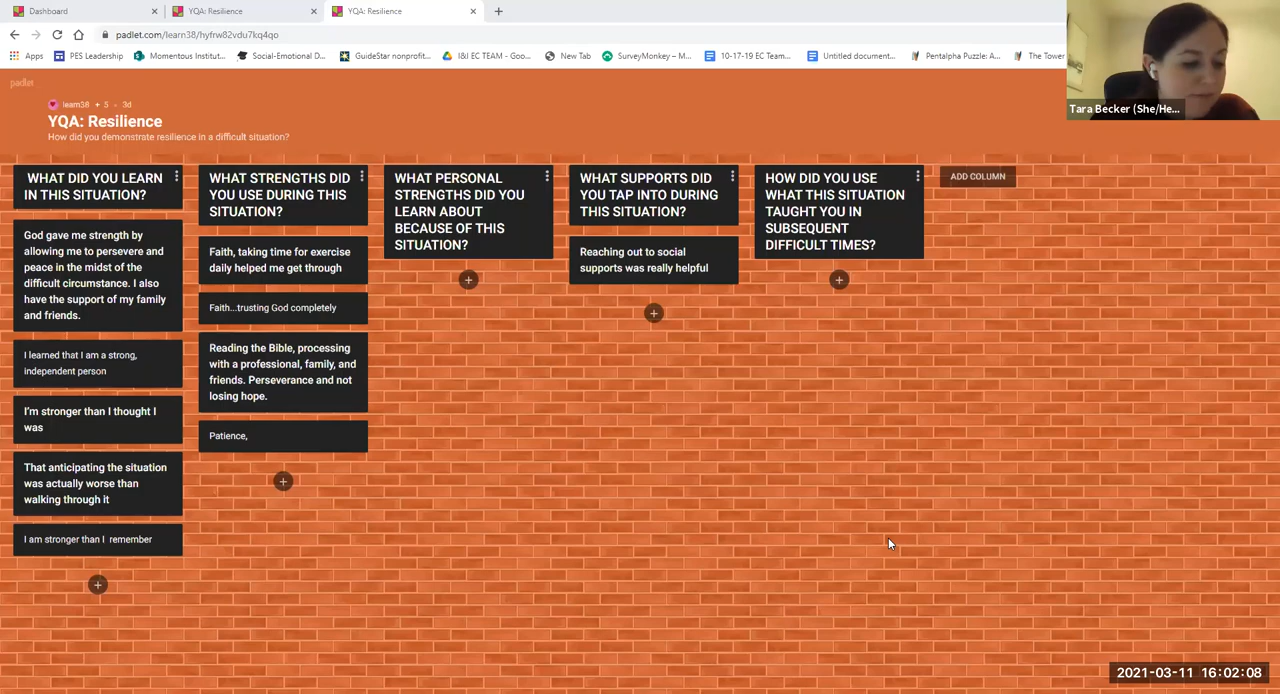 Dashboard
YQA: Resilience
YQA: Resilience
padlet.com/learn38/hyfrw82vdu7kq4qo
Apps
PES Leadership
Momentous Institut...
Social-Emotional D...
GuideStar nonprofit...
I&I EC TEAM - Goo...
New Tab
SurveyMonkey – M...
10-17-19 EC Team...
Untitled document...
Pentalpha Puzzle: A...
The Tower
Tara Becker (She/He...
padlet
learn38 + 5 • 3d
YQA: Resilience
How did you demonstrate resilience in a difficult situation?
WHAT DID YOU LEARN
IN THIS SITUATION?
God gave me strength by
allowing me to persevere and
peace in the midst of the
difficult circumstance. I also
have the support of my family
and friends.
I learned that I am a strong,
independent person
I'm stronger than I thought I
was
That anticipating the situation
was actually worse than
walking through it
I am stronger than I remember
WHAT STRENGTHS DID
YOU USE DURING THIS
SITUATION?
Faith, taking time for exercise
daily helped me get through
Faith...trusting God completely
Reading the Bible, processing
with a professional, family, and
friends. Perseverance and not
losing hope.
Patience,
WHAT PERSONAL
STRENGTHS DID YOU
LEARN ABOUT
BECAUSE OF THIS
SITUATION?
WHAT SUPPORTS DID
YOU TAP INTO DURING
THIS SITUATION?
Reaching out to social
supports was really helpful
HOW DID YOU USE
WHAT THIS SITUATION
TAUGHT YOU IN
SUBSEQUENT
DIFFICULT TIMES?
ADD COLUMN
2021-03-11 16:02:08